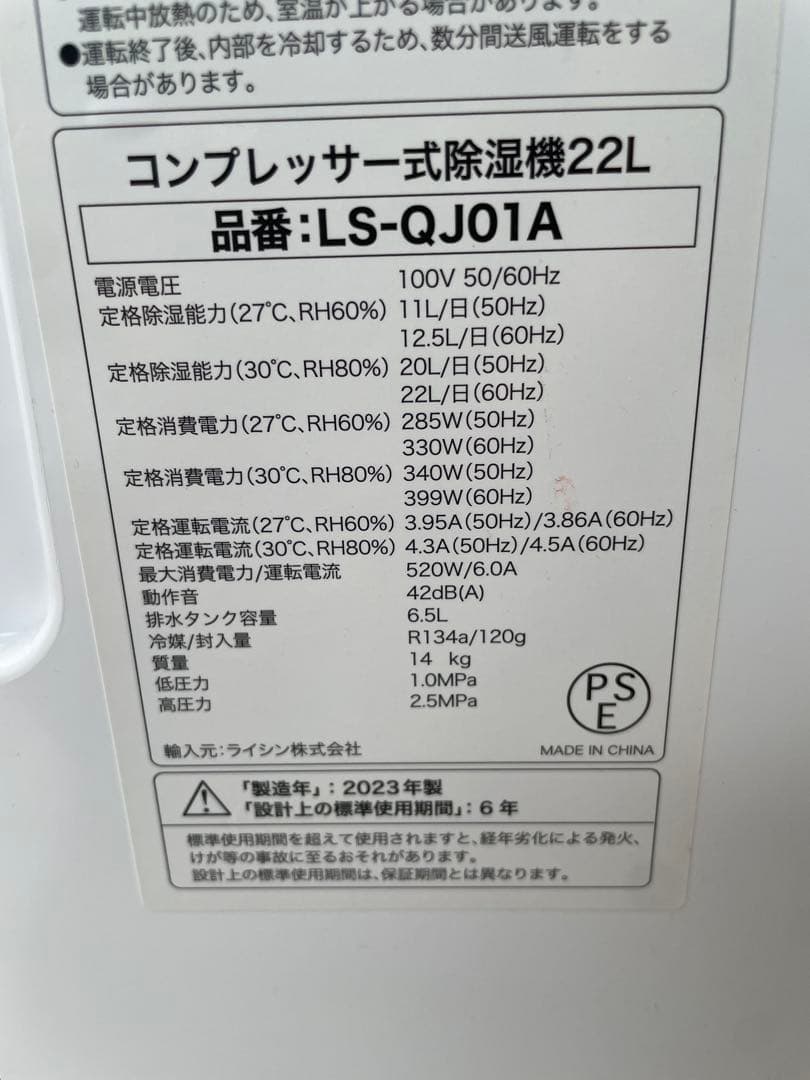 運転中放熱のため、室温が上がる場合があります。
●運転終了後、内部を冷却するため、数分間送風運転をする
場合があります。
コンプレッサー式除湿機22L
品番：LS-QJ01A
電源電圧 100V 50/60Hz
定格除湿能力（27℃、RH60%） 11L/日（50Hz）
12.5L/日（60Hz）
定格除湿能力（30℃、RH80%） 20L/日（50Hz）
22L/日（60Hz）
定格消費電力（27℃、RH60%） 285W（50Hz）
330W（60Hz）
定格消費電力（30℃、RH80%） 340W（50Hz）
399W（60Hz）
定格運転電流（27℃、RH60%） 3.95A（50Hz）/3.86A（60Hz）
定格運転電流（30℃、RH80%） 4.3A（50Hz）/4.5A（60Hz）
最大消費電力/運転電流 520W/6.0A
動作音 42dB(A)
排水タンク容量 6.5L
冷媒/封入量 R134a/120g
質量 14 kg
低圧力 1.0MPa
高圧力 2.5MPa
PS
E
輸入元：ライシン株式会社 MADE IN CHINA
「製造年」：2023年製
「設計上の標準使用期間」：6年
標準使用期間を超えて使用されますと、経年劣化による発火、
けが等の事故に至るおそれがあります。
設計上の標準使用期間は、保証期間とは異なります。